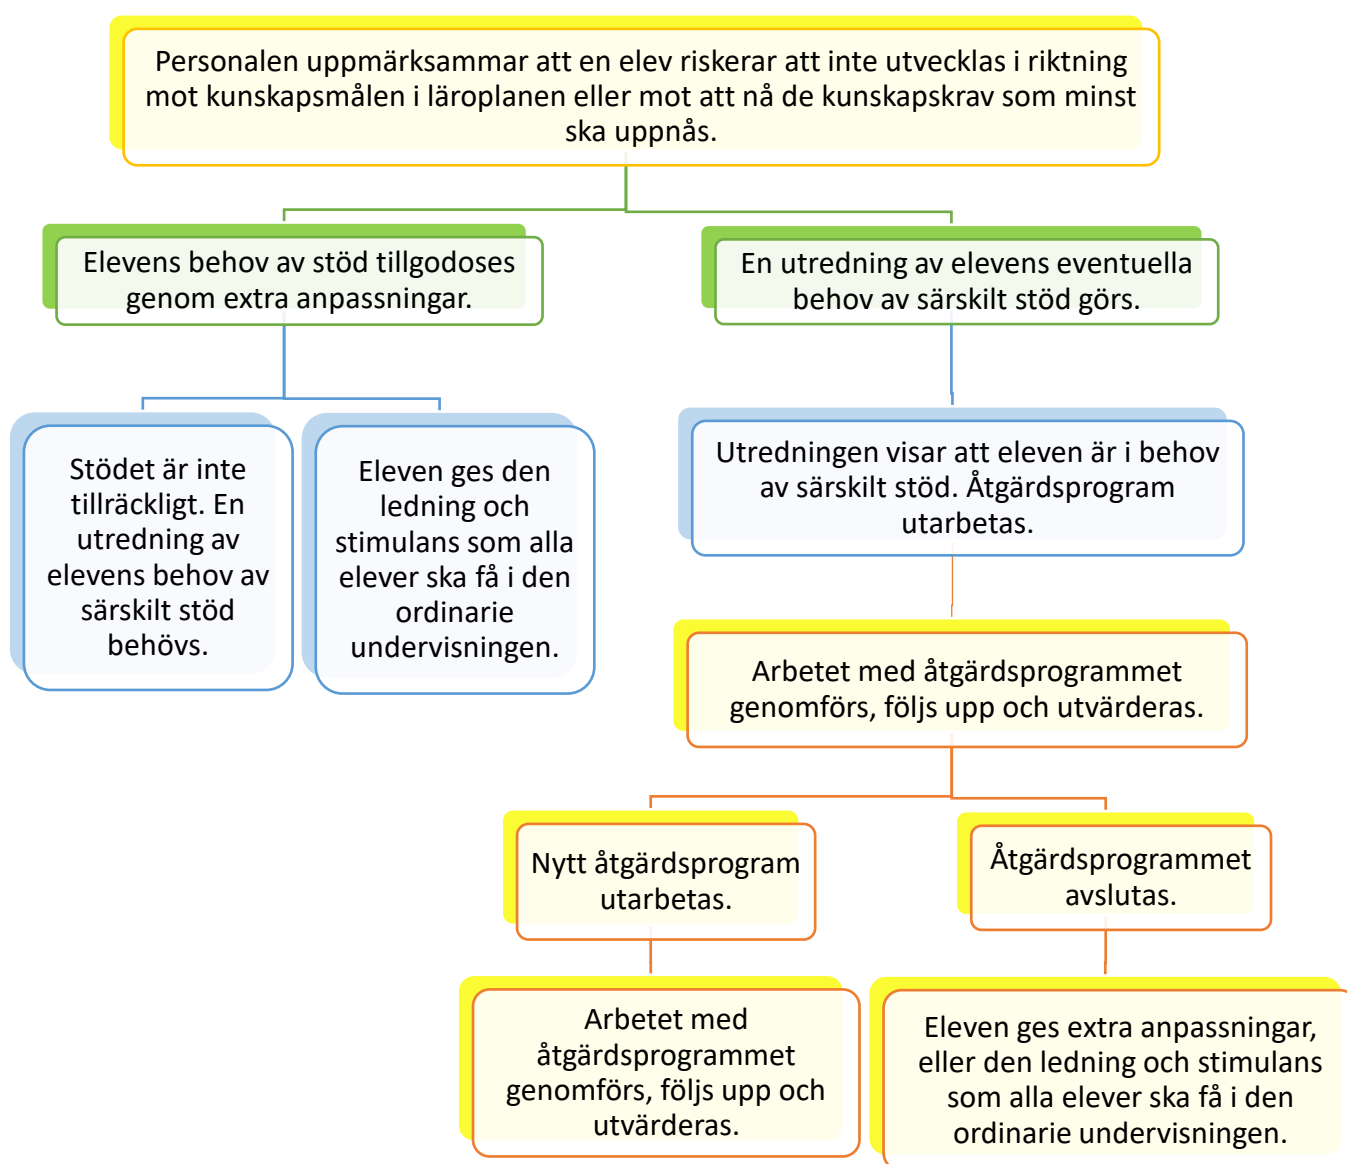 Personalen uppmärksammar att en elev riskerar att inte utvecklas i riktning
mot kunskapsmålen i läroplanen eller mot att nå de kunskapskrav som minst
ska uppnås.
Elevens behov av stöd tillgodoses
genom extra anpassningar.
En utredning av elevens eventuella
behov av särskilt stöd görs.
Stödet är inte
tillräckligt. En
utredning av
elevens behov av
särskilt stöd
behövs.
Eleven ges den
ledning och
stimulans som alla
elever ska få i den
ordinarie
undervisningen.
Utredningen visar att eleven är i behov
av särskilt stöd. Åtgärdsprogram
utarbetas.
Arbetet med åtgärdsprogrammet
genomförs, följs upp och utvärderas.
Nytt åtgärdsprogram
utarbetas.
Åtgärdsprogrammet
avslutas.
Arbetet med
åtgärdsprogrammet
genomförs, följs upp och
utvärderas.
Eleven ges extra anpassningar,
eller den ledning och stimulans
som alla elever ska få i den
ordinarie undervisningen.